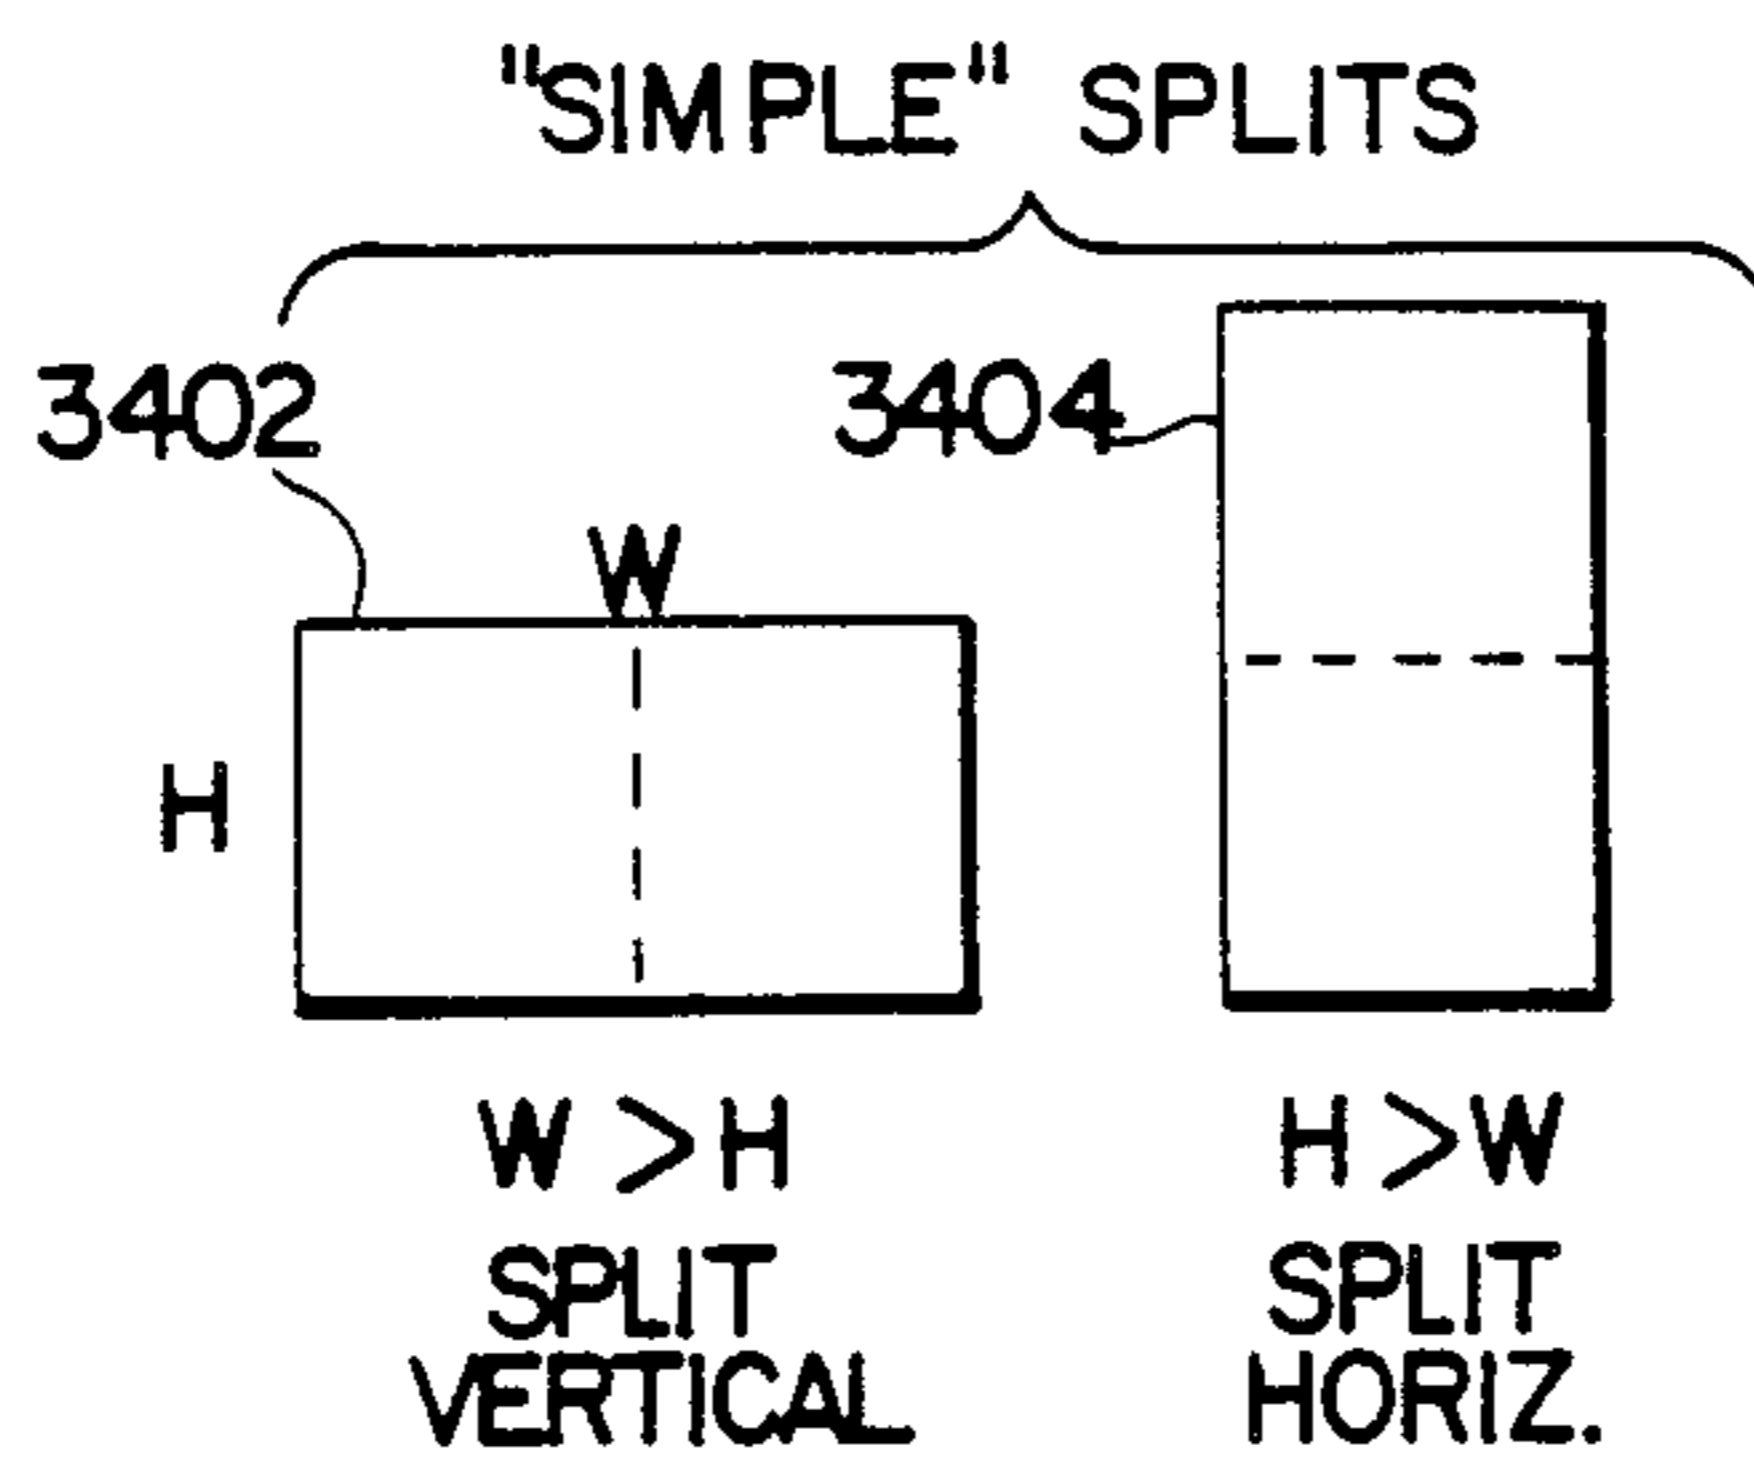 "SIMPLE" SPLITS
3402
3404
W
H
W > H
SPLIT
VERTICAL
H > W
SPLIT
HORIZ.